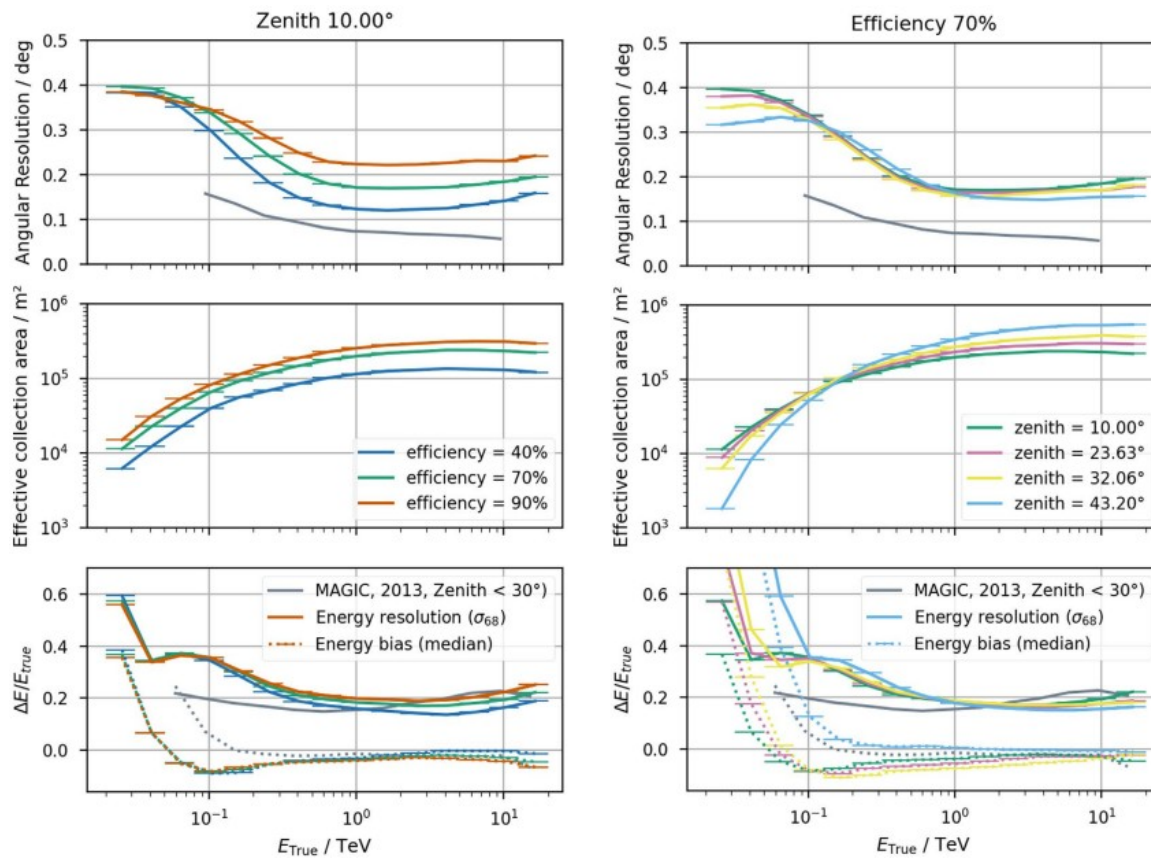 Zenith 10.00°
Efficiency 70%
Angular Resolution / deg
0.5
0.4
0.3
0.2
0.1
0.0
Angular Resolution / deg
0.5
0.4
0.3
0.2
0.1
0.0
Effective collection area / m²
10⁶
10⁵
10⁴
10³
efficiency = 40%
efficiency = 70%
efficiency = 90%
Effective collection area / m²
10⁶
10⁵
10⁴
10³
zenith = 10.00°
zenith = 23.63°
zenith = 32.06°
zenith = 43.20°
ΔE/E_true
0.6
0.4
0.2
0.0
MAGIC, 2013, Zenith < 30°)
Energy resolution (σ₆₈)
Energy bias (median)
10⁻¹
10⁰
10¹
E_True / TeV
ΔE/E_true
0.6
0.4
0.2
0.0
MAGIC, 2013, Zenith < 30°)
Energy resolution (σ₆₈)
Energy bias (median)
10⁻¹
10⁰
10¹
E_True / TeV